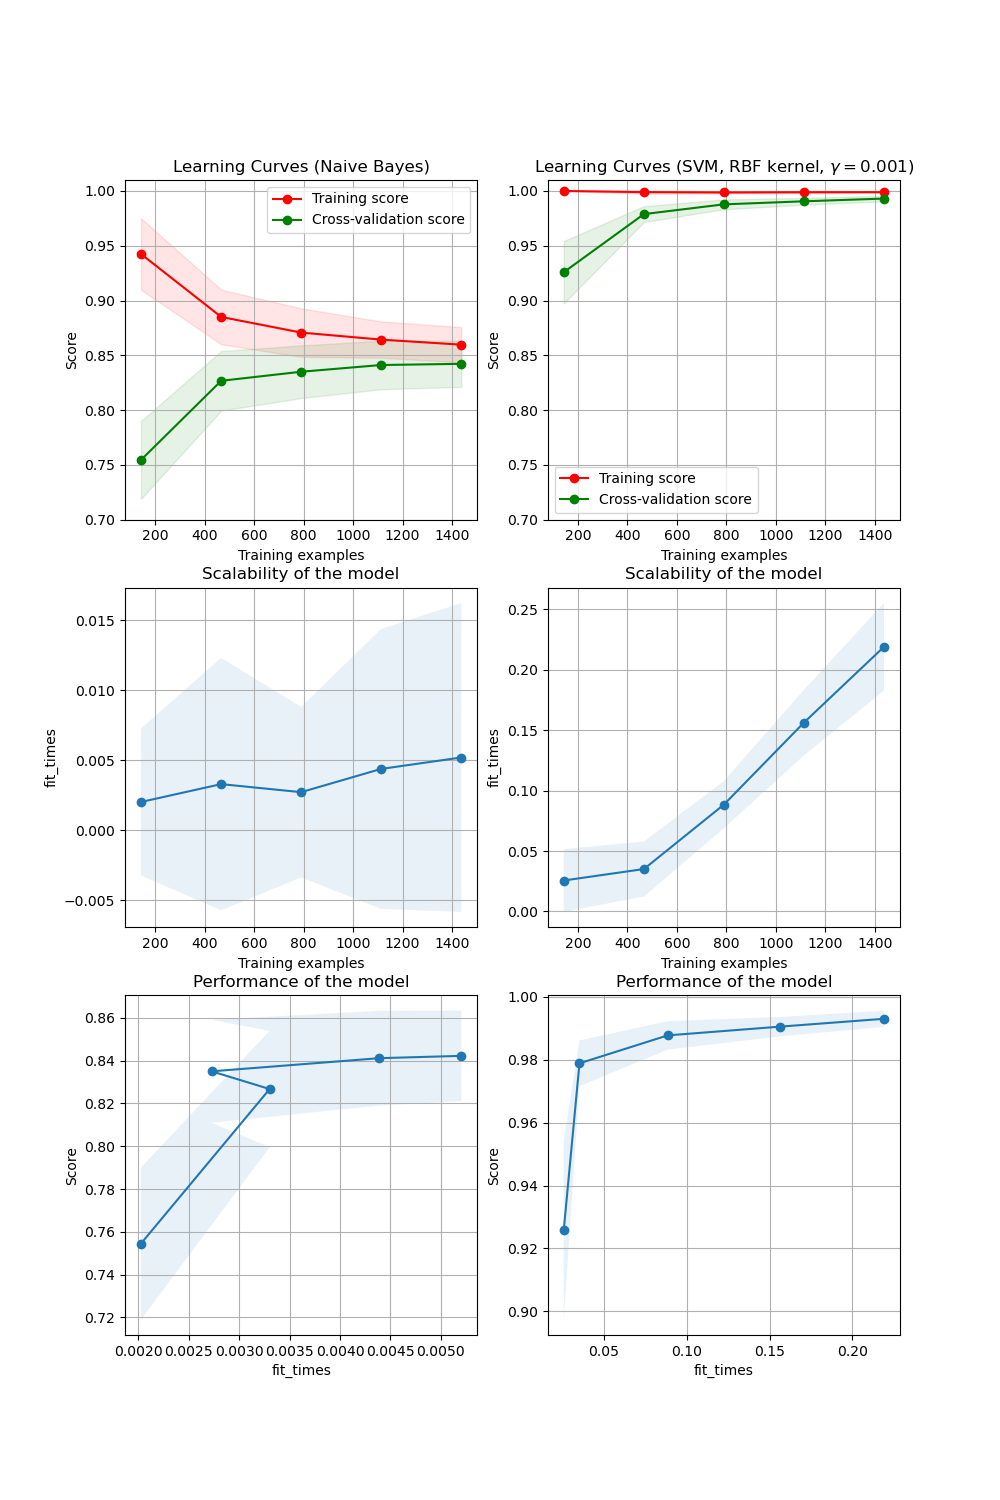 Learning Curves (Naive Bayes)
1.00
0.95
0.90
0.85
0.80
0.75
0.70
Score
Training score
Cross-validation score
200 400 600 800 1000 1200 1400
Training examples
Learning Curves (SVM, RBF kernel, γ = 0.001)
1.00
0.95
0.90
0.85
0.80
0.75
0.70
Score
Training score
Cross-validation score
200 400 600 800 1000 1200 1400
Training examples
Scalability of the model
0.015
0.010
0.005
0.000
−0.005
fit_times
200 400 600 800 1000 1200 1400
Training examples
Scalability of the model
0.25
0.20
0.15
0.10
0.05
0.00
fit_times
200 400 600 800 1000 1200 1400
Training examples
Performance of the model
0.86
0.84
0.82
0.80
0.78
0.76
0.74
0.72
Score
0.0020 0.0025 0.0030 0.0035 0.0040 0.0045 0.0050
fit_times
Performance of the model
1.00
0.98
0.96
0.94
0.92
0.90
Score
0.05 0.10 0.15 0.20
fit_times